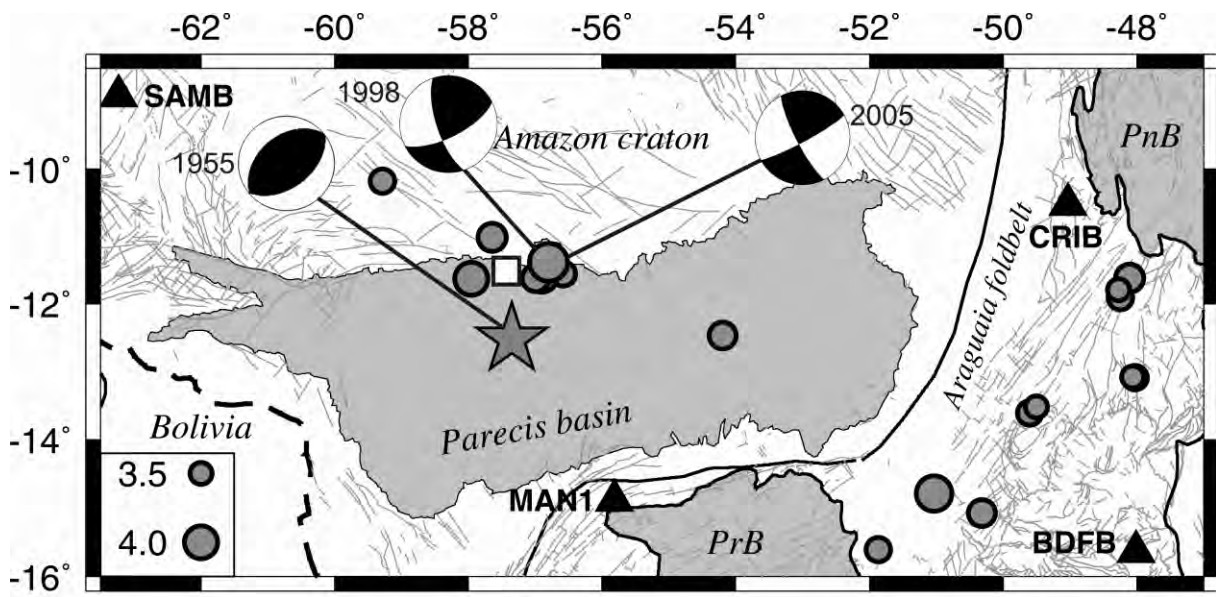 -62° -60° -58° -56° -54° -52° -50° -48°
1998
SAMB
2005
1955
Amazon craton
PnB
-10°
CRIB
-12°
Araguaia foldbelt
Bolivia
Parecis basin
-14°
3.5
MAN1
4.0
PrB
BDFB
-16°